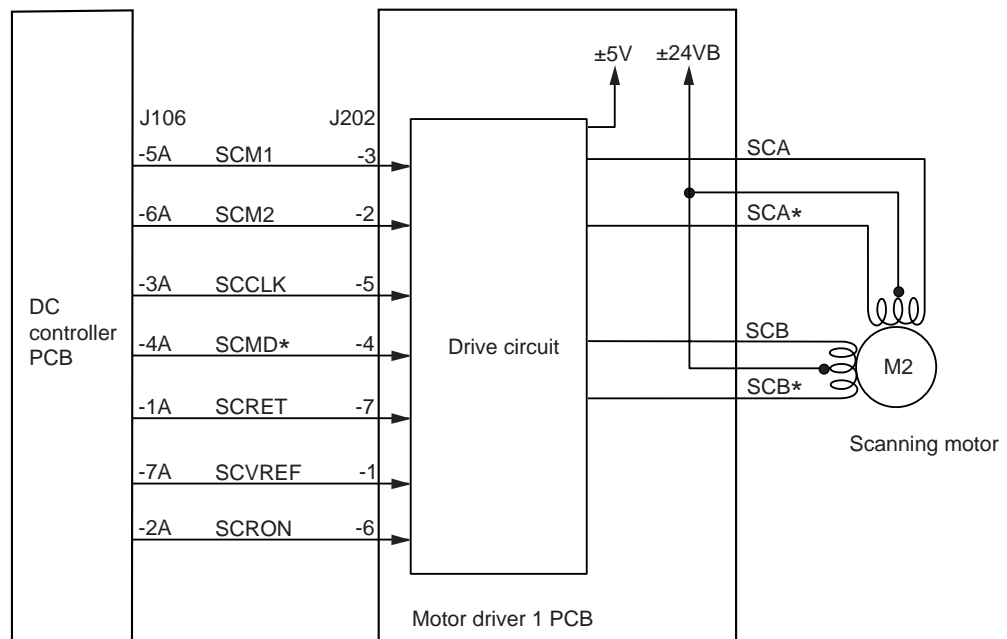 ±5V ±24VB
J106 J202
-5A SCM1 -3
SCA
-6A SCM2 -2
SCA*
-3A SCCLK -5
DC
controller
PCB
-4A SCMD* -4
Drive circuit
SCB
M2
SCB*
-1A SCRET -7
Scanning motor
-7A SCVREF -1
-2A SCRON -6
Motor driver 1 PCB